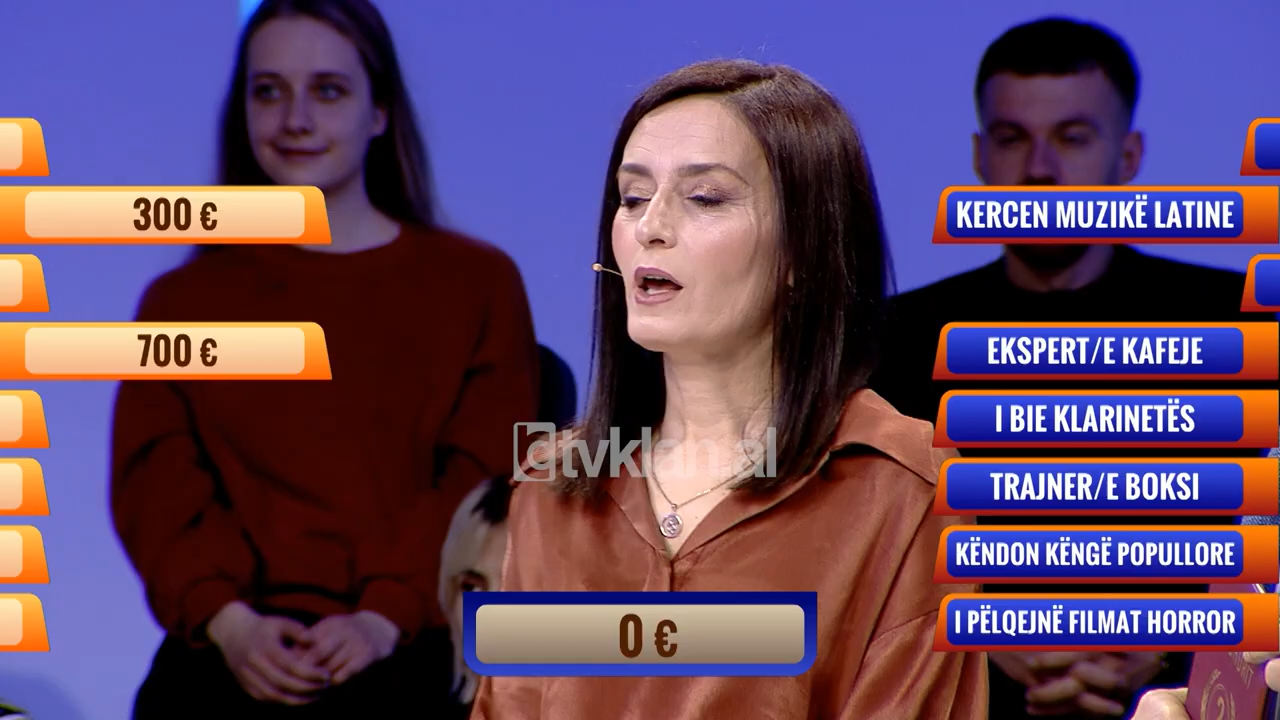 300 €
700 €
KERCEN MUZIKË LATINE
EKSPERT/E KAFEJE
I BIE KLARINETËS
TRAJNER/E BOKSI
KËNDON KËNGË POPULLORE
I PËLQEJNË FILMAT HORROR
tvklan.al
0 €